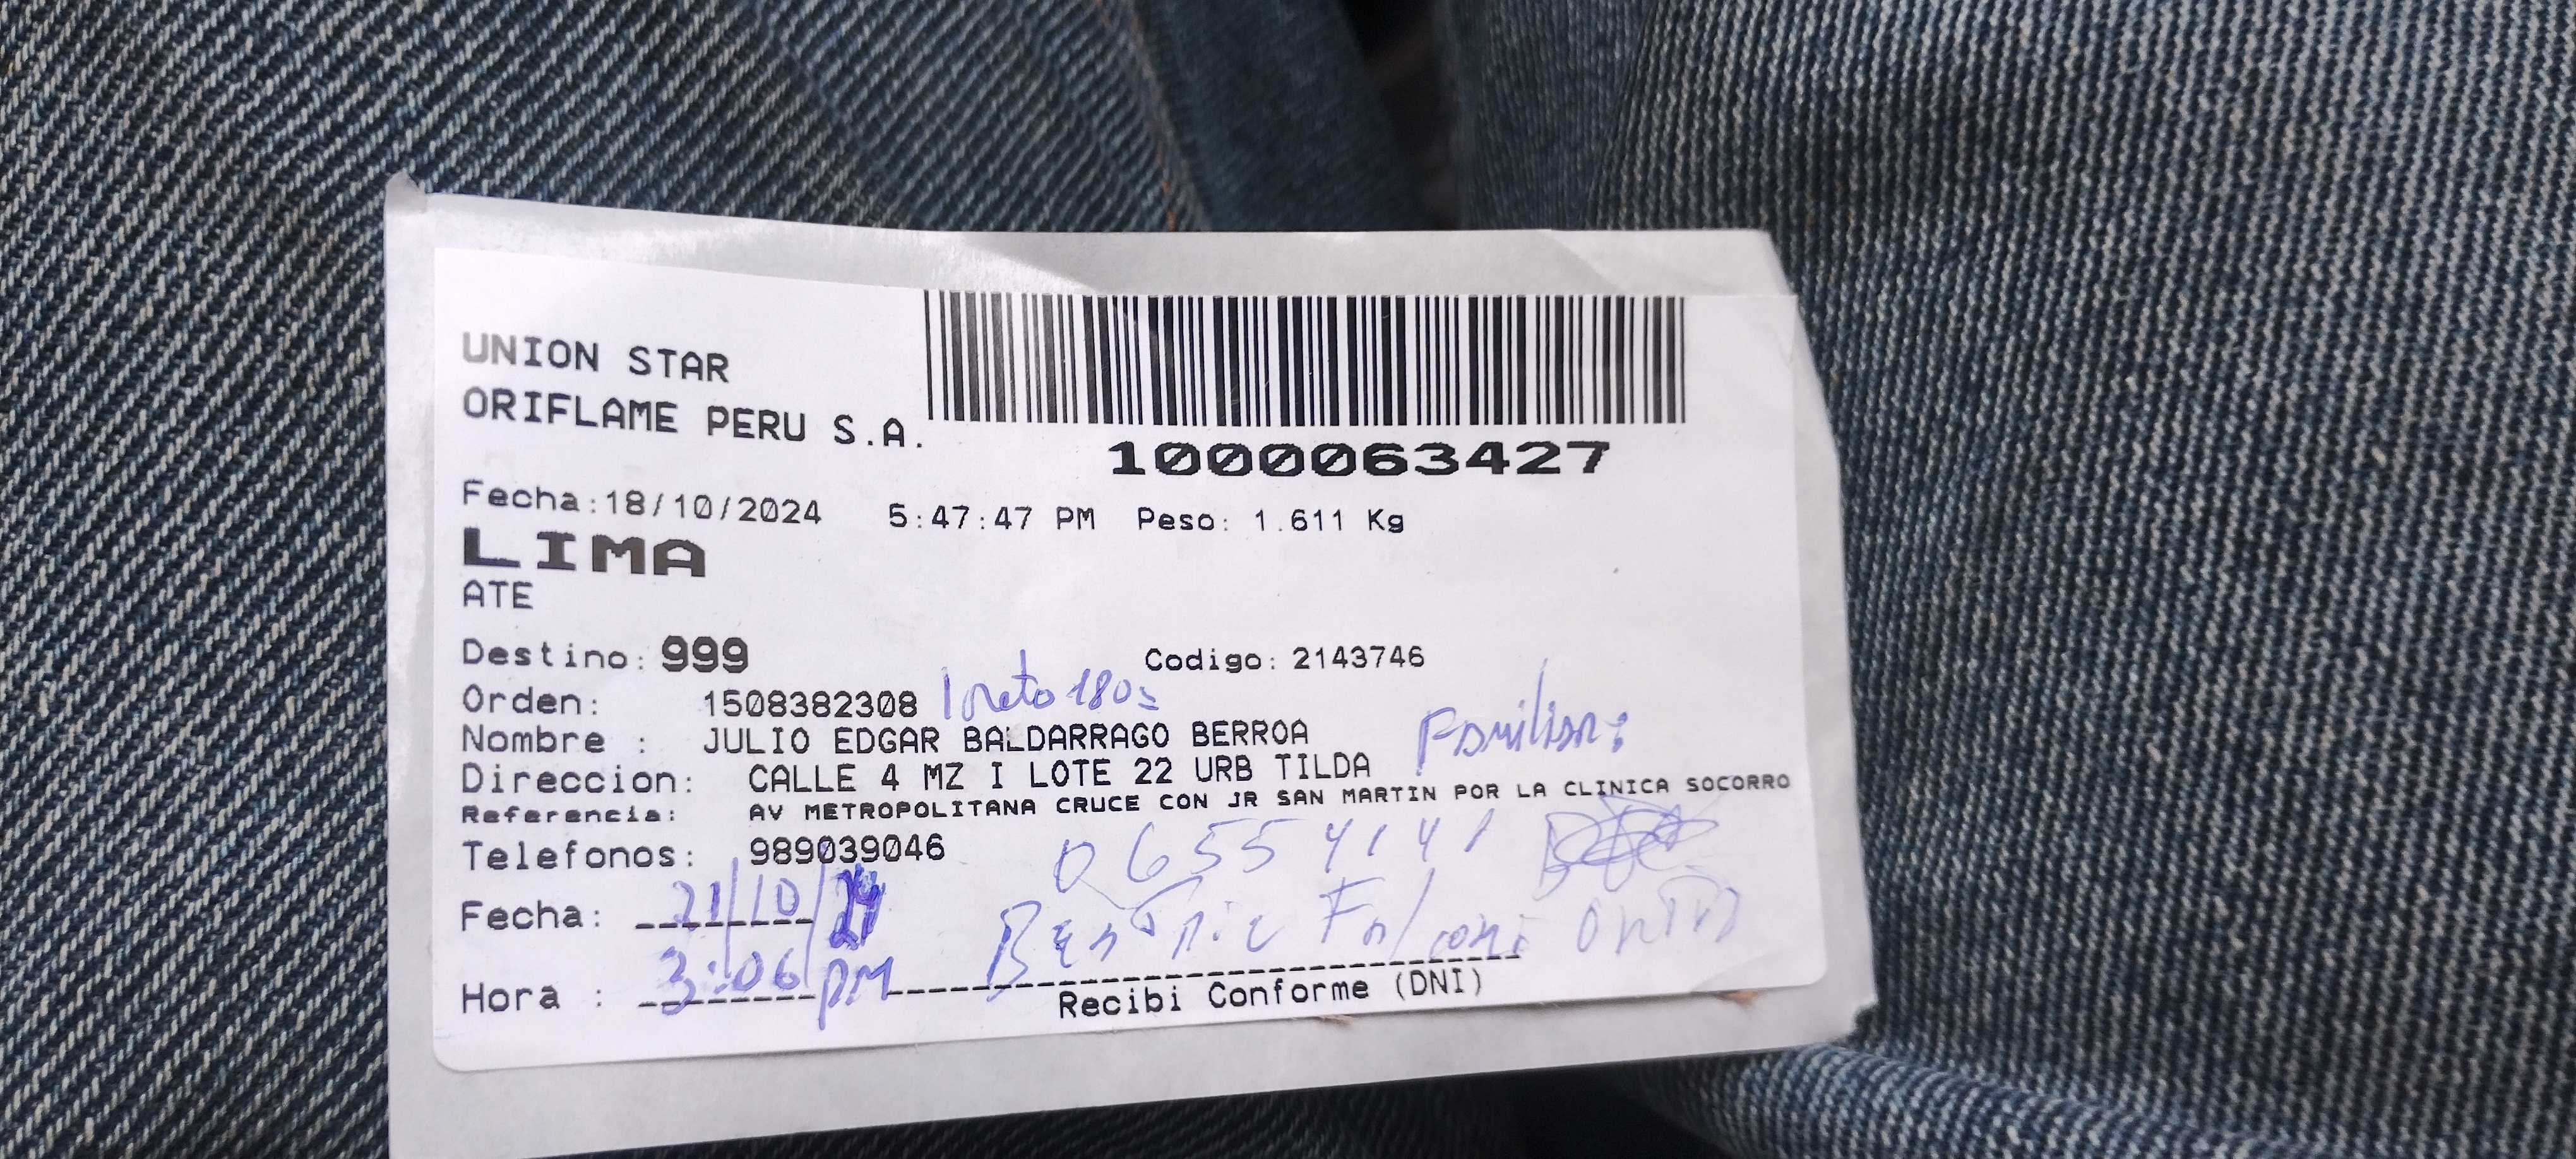 UNION STAR
ORIFLAME PERU S.A.
1000063427
Fecha:18/10/2024 5:47:47 PM Peso: 1.611 Kg
LIMA
ATE
Destino: 999 Codigo: 2143746
Orden: 1508382308
Nombre : JULIO EDGAR BALDARRAGO BERROA
Familiar:
Direccion: CALLE 4 MZ I LOTE 22 URB TILDA
Referencia: AV METROPOLITANA CRUCE CON JR SAN MARTIN POR LA CLINICA SOCORRO
Telefonos: 989039046
06554141
Fecha: 21/10/24
Falconi
Hora : 3:06 PM
Recibi Conforme (DNI)